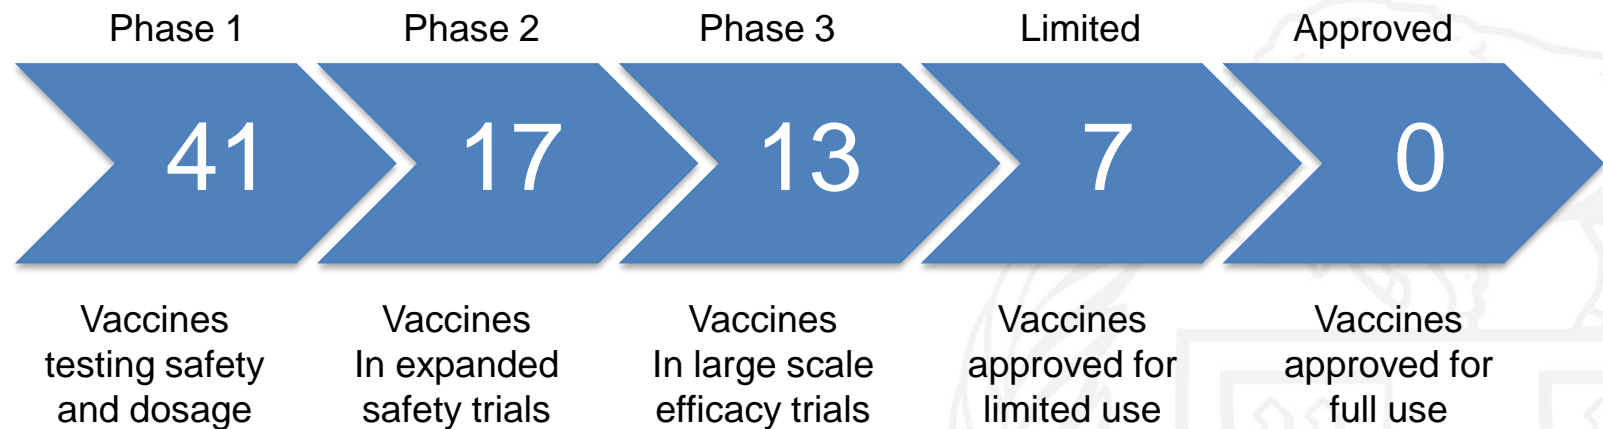 Phase 1 Phase 2 Phase 3 Limited Approved
41 17 13 7 0
Vaccines
testing safety
and dosage
Vaccines
In expanded
safety trials
Vaccines
In large scale
efficacy trials
Vaccines
approved for
limited use
Vaccines
approved for
full use